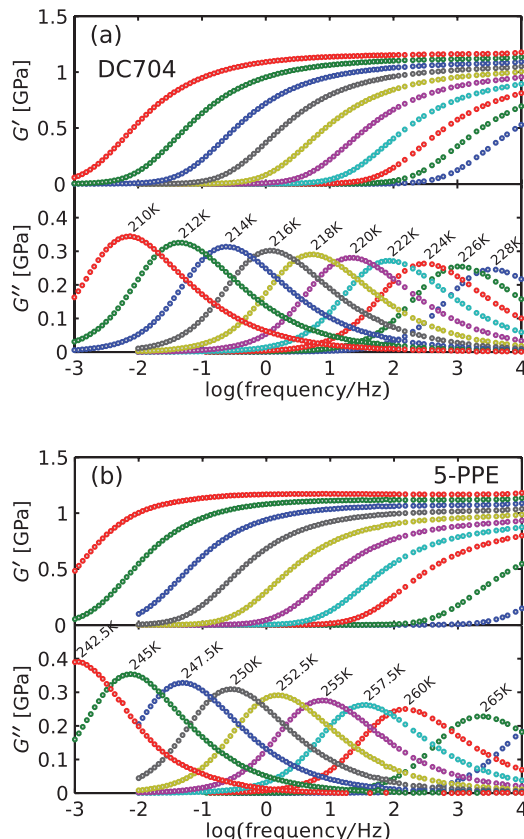 1.5
(a)
DC704
1
G′ [GPa]
0.5
0
0.4
210K
212K
214K
216K
218K
220K
222K
224K
226K
228K
0.3
G″ [GPa]
0.2
0.1
0
-3 -2 -1 0 1 2 3 4
log(frequency/Hz)
1.5
(b)
5-PPE
1
G′ [GPa]
0.5
0
242.5K
245K
247.5K
250K
252.5K
255K
257.5K
260K
265K
0.4
0.3
G″ [GPa]
0.2
0.1
0
-3 -2 -1 0 1 2 3 4
log(frequency/Hz)